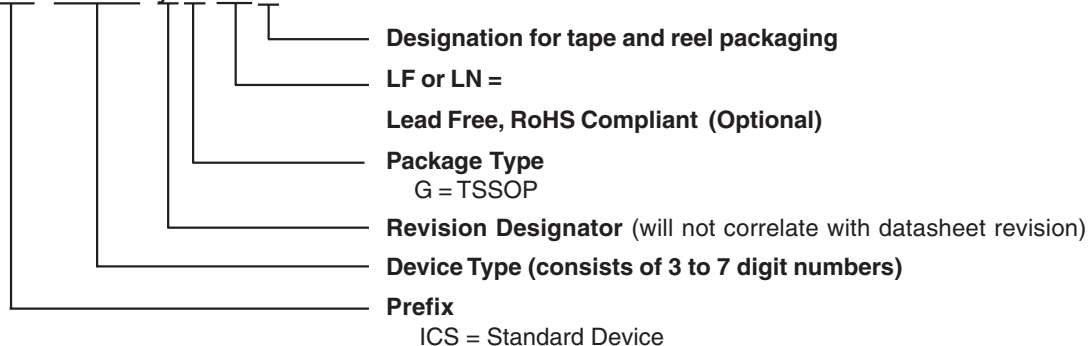 Designation for tape and reel packaging
LF or LN =
Lead Free, RoHS Compliant (Optional)
Package Type
G = TSSOP
Revision Designator (will not correlate with datasheet revision)
Device Type (consists of 3 to 7 digit numbers)
Prefix
ICS = Standard Device